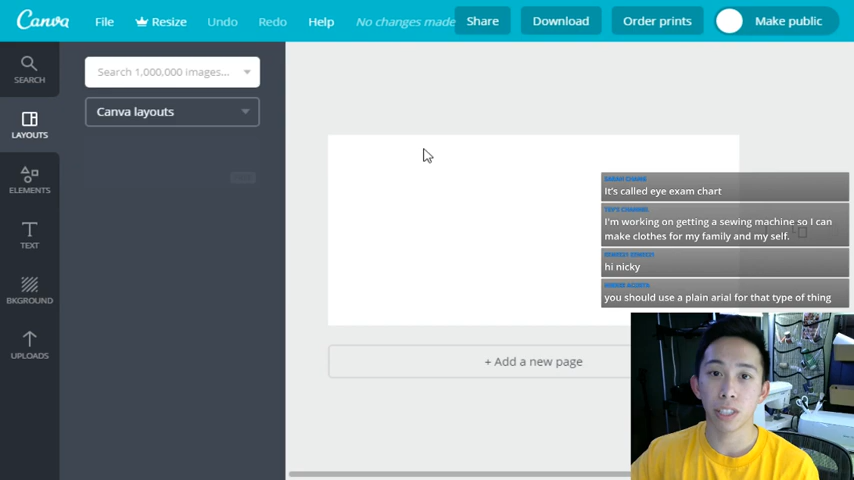 Canva File Resize Undo Redo Help No changes made Share Download Order prints Make public
SEARCH
LAYOUTS
ELEMENTS
TEXT
BKGROUND
UPLOADS
Search 1,000,000 images...
Canva layouts
SARAH CHANG
It's called eye exam chart
I'm working on getting a sewing machine so I can
make clothes for my family and my self.
hi nicky
you should use a plain arial for that type of thing
+ Add a new page